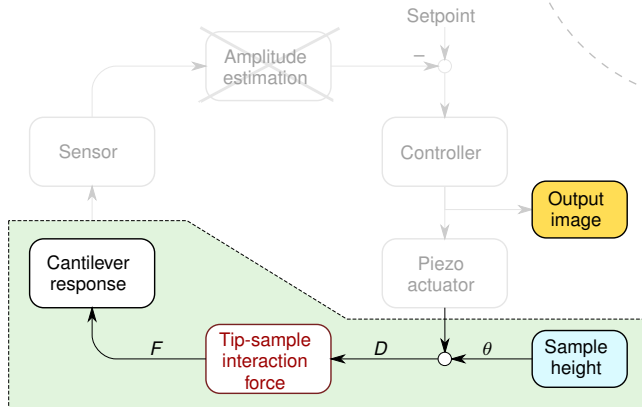 Setpoint
Amplitude
estimation
–
Sensor
Controller
Output
image
Cantilever
response
Piezo
actuator
F
Tip-sample
interaction
force
D
θ
Sample
height